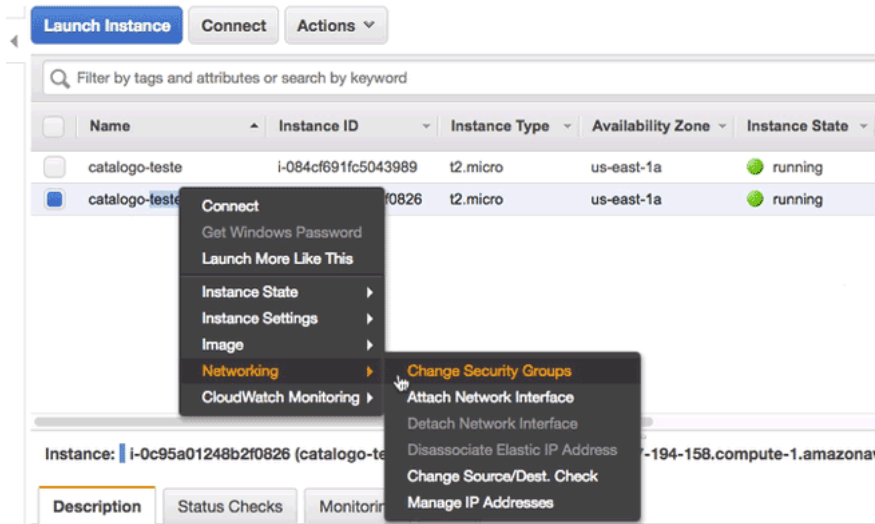 Launch Instance Connect Actions
Filter by tags and attributes or search by keyword
Name Instance ID Instance Type Availability Zone Instance State
catalogo-teste i-084cf691fc5043989 t2.micro us-east-1a running
catalogo-teste f0826 t2.micro us-east-1a running
Connect
Get Windows Password
Launch More Like This
Instance State
Instance Settings
Image
Networking
CloudWatch Monitoring
Change Security Groups
Attach Network Interface
Detach Network Interface
Disassociate Elastic IP Address
Change Source/Dest. Check
Manage IP Addresses
Instance: i-0c95a01248b2f0826 (catalogo-te -194-158.compute-1.amazonav
Description Status Checks Monitorin